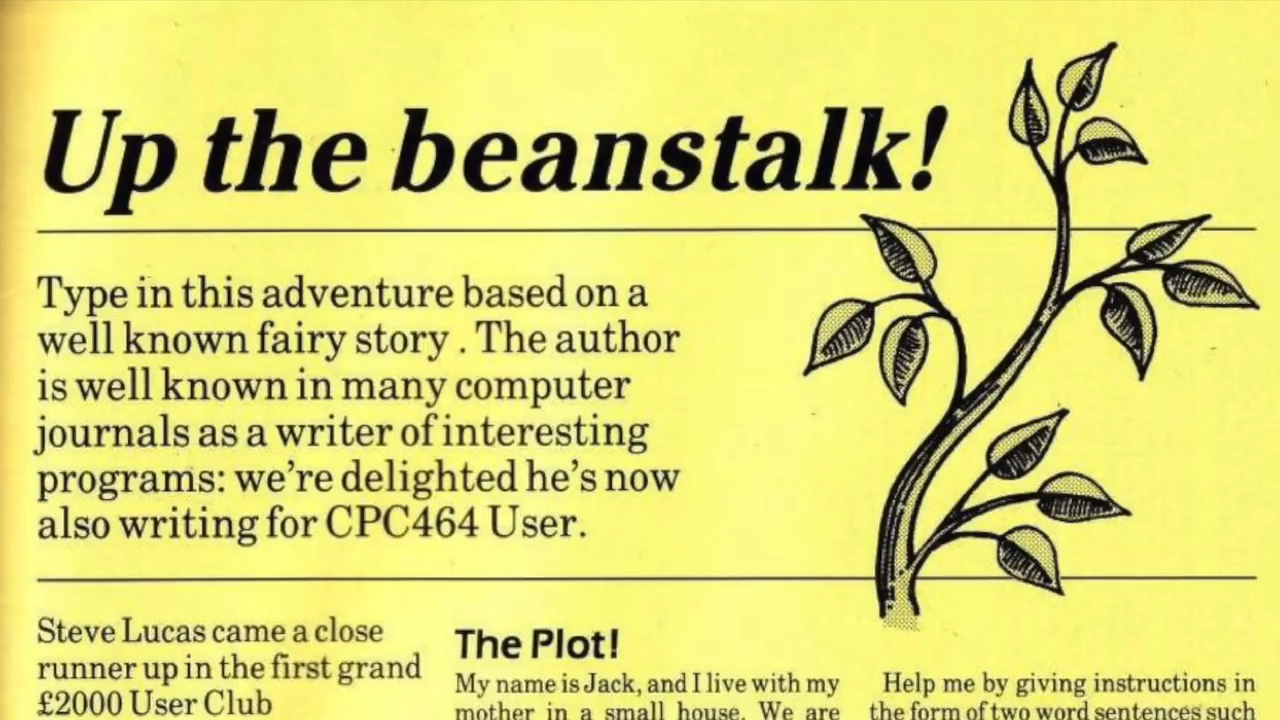 Up the beanstalk!
Type in this adventure based on a
well known fairy story . The author
is well known in many computer
journals as a writer of interesting
programs: we're delighted he's now
also writing for CPC464 User.
Steve Lucas came a close
runner up in the first grand
£2000 User Club
The Plot!
My name is Jack, and I live with my
mother in a small house. We are
Help me by giving instructions in
the form of two word sentences such